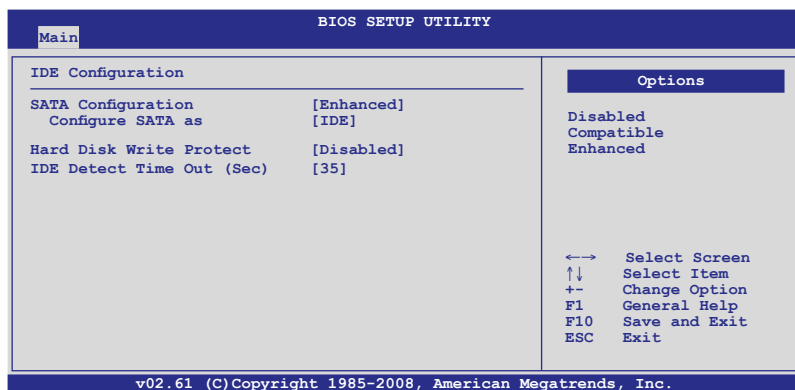 BIOS SETUP UTILITY
Main
IDE Configuration
SATA Configuration [Enhanced]
Configure SATA as [IDE]
Hard Disk Write Protect [Disabled]
IDE Detect Time Out (Sec) [35]
Options
Disabled
Compatible
Enhanced
←→ Select Screen
↑↓ Select Item
+- Change Option
F1 General Help
F10 Save and Exit
ESC Exit
v02.61 (C)Copyright 1985-2008, American Megatrends, Inc.